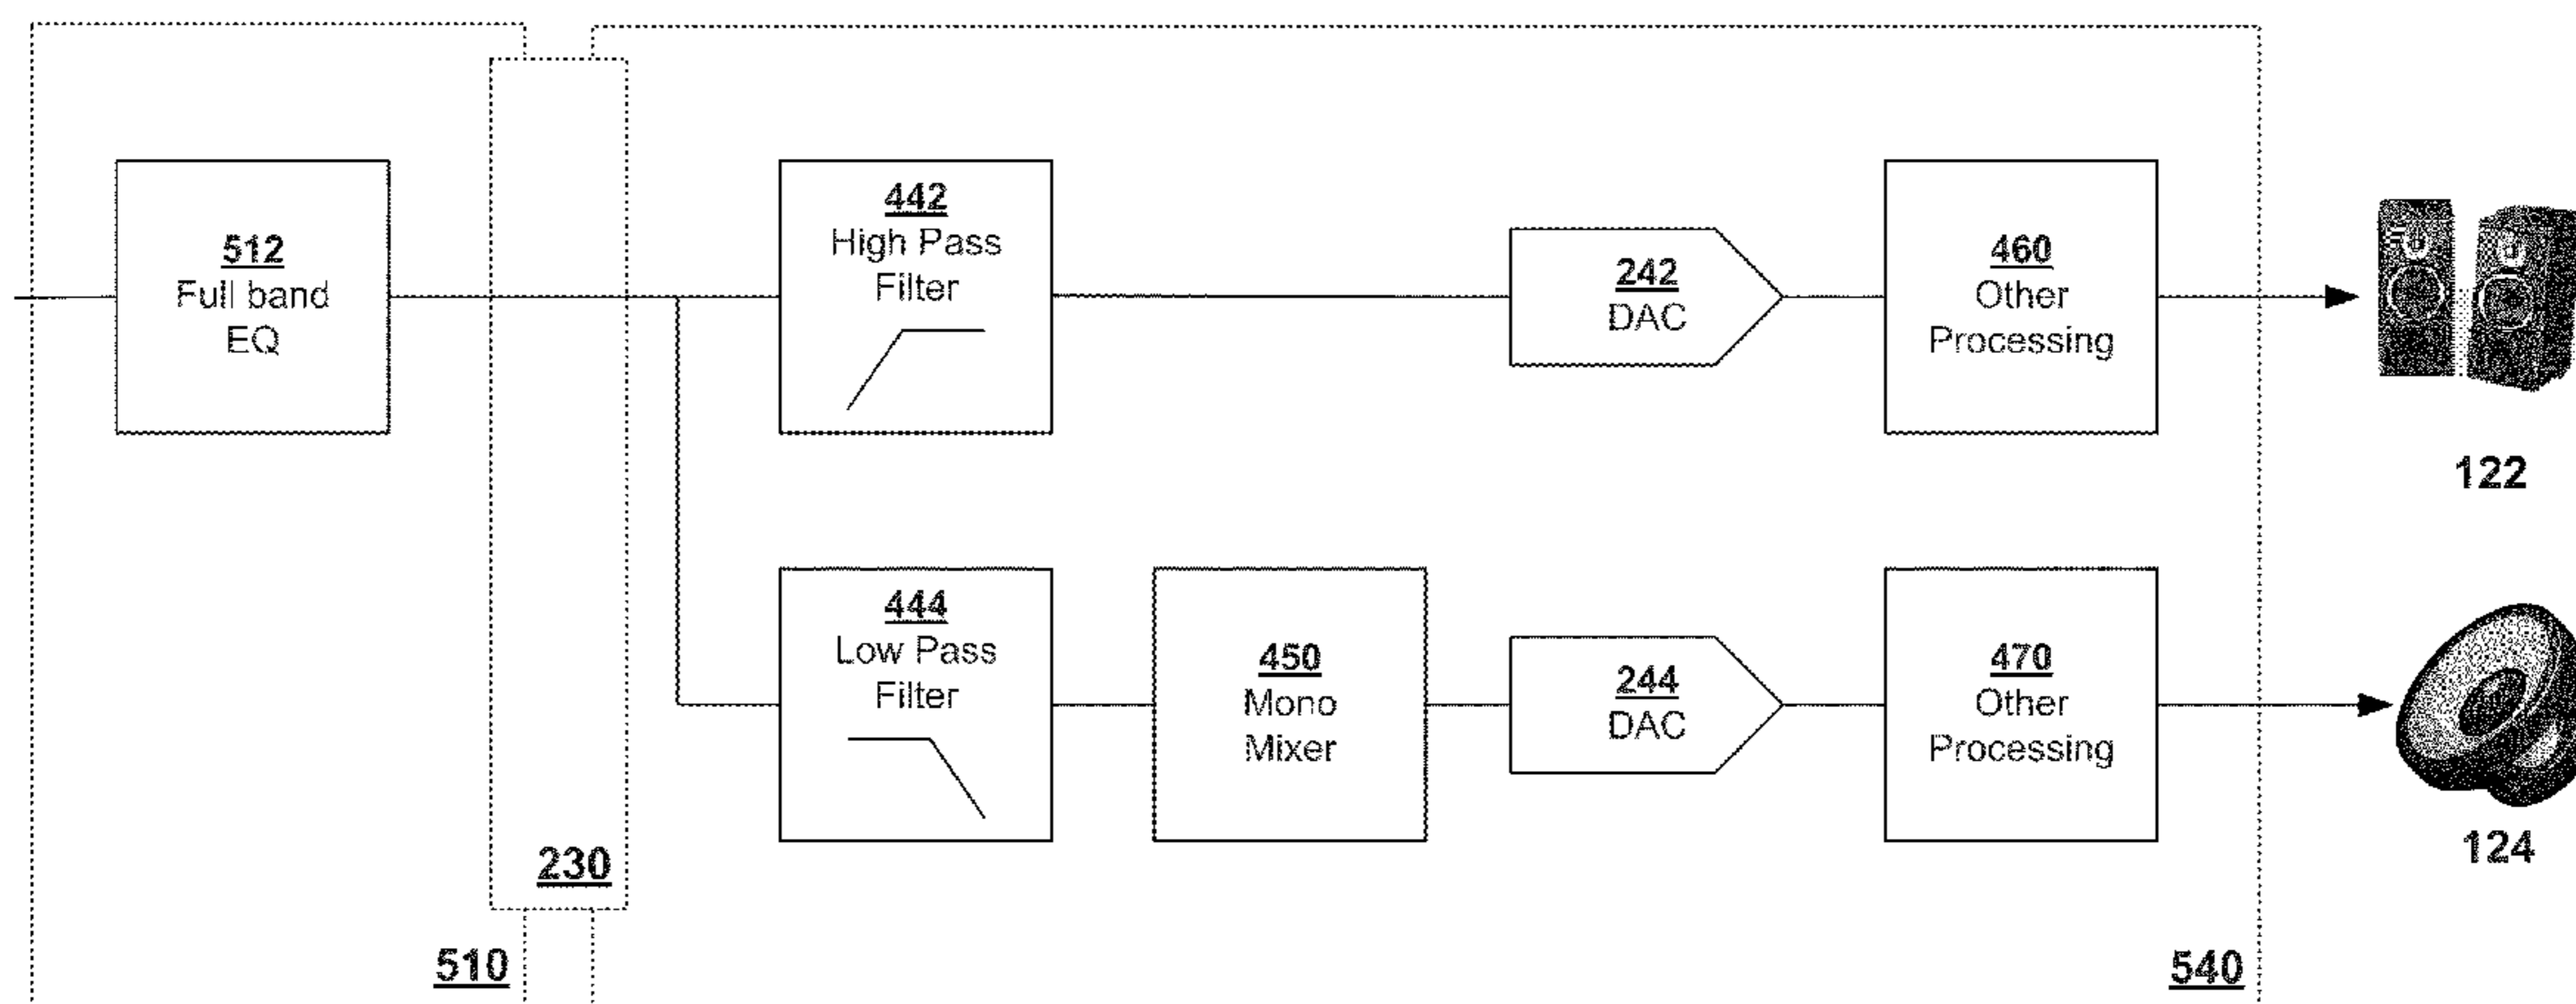 512
Full band
EQ
442
High Pass
Filter
242
DAC
460
Other
Processing
122
444
Low Pass
Filter
450
Mono
Mixer
244
DAC
470
Other
Processing
124
230
510
540